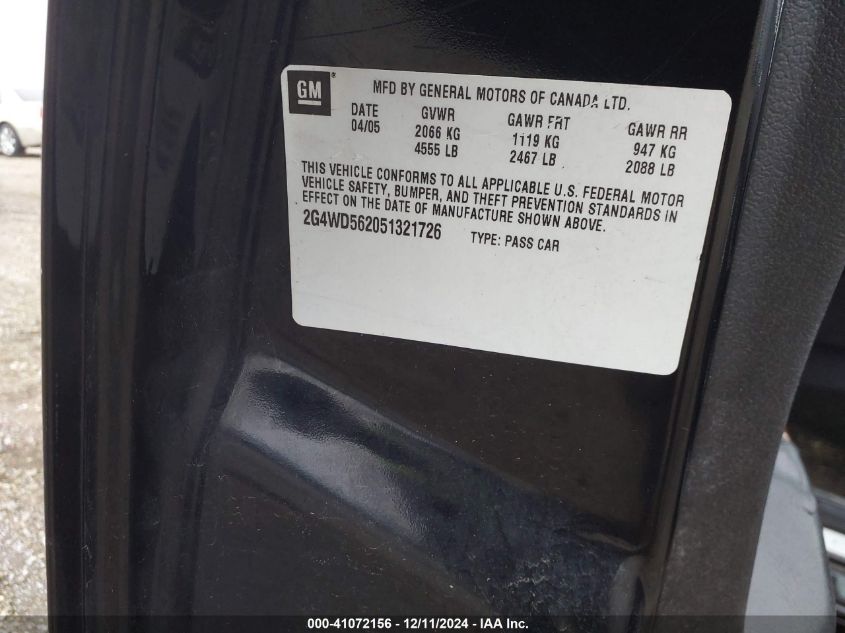 GM ® MFD BY GENERAL MOTORS OF CANADA LTD.
DATE GVWR GAWR FRT GAWR RR
04/05 2066 KG 1119 KG 947 KG
4555 LB 2467 LB 2088 LB
THIS VEHICLE CONFORMS TO ALL APPLICABLE U.S. FEDERAL MOTOR
VEHICLE SAFETY, BUMPER, AND THEFT PREVENTION STANDARDS IN
EFFECT ON THE DATE OF MANUFACTURE SHOWN ABOVE.
2G4WD562051321726 TYPE: PASS CAR
000-41072156 - 12/11/2024 - IAA Inc.